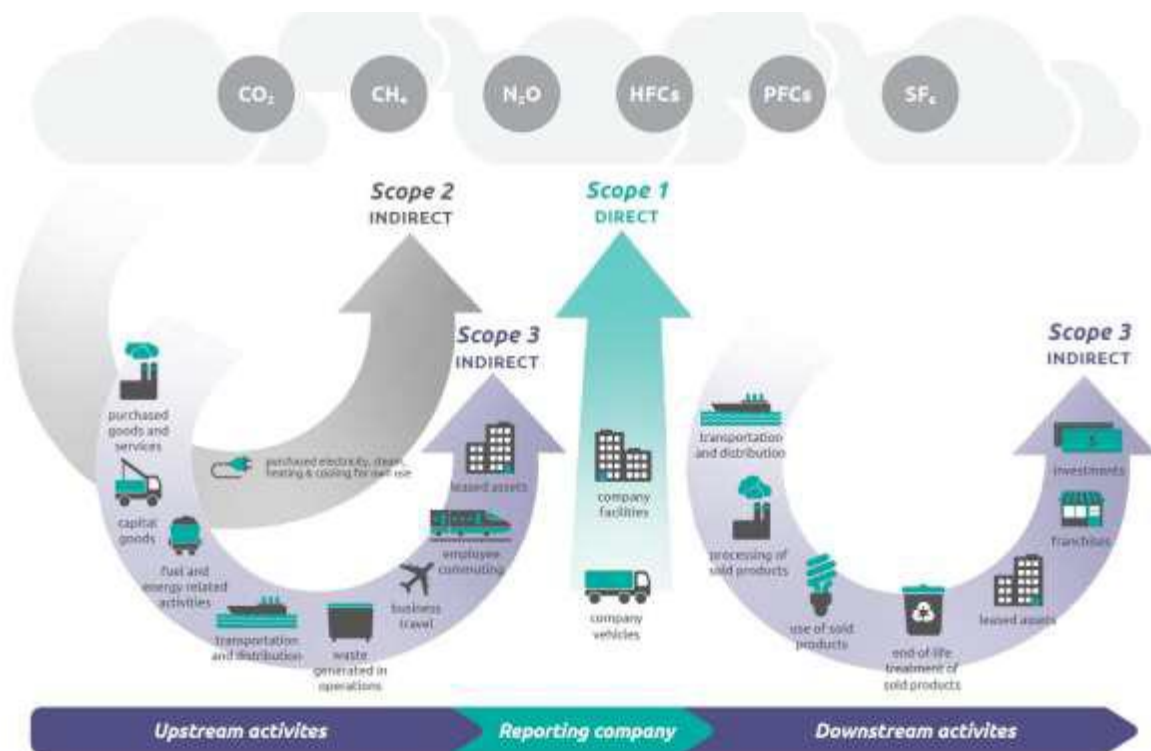 CO₂
CH₄
N₂O
HFCs
PFCs
SF₆
Scope 2
INDIRECT
Scope 1
DIRECT
Scope 3
INDIRECT
Scope 3
INDIRECT
purchased
goods and
services
purchased electricity, steam,
heating & cooling for own use
capital
goods
fuel and
energy related
activities
transportation
and distribution
waste
generated in
operations
business
travel
employee
commuting
leased assets
company
facilities
company
vehicles
transportation
and distribution
processing of
sold products
use of sold
products
end-of-life
treatment of
sold products
leased assets
franchises
investments
Upstream activites
Reporting company
Downstream activites